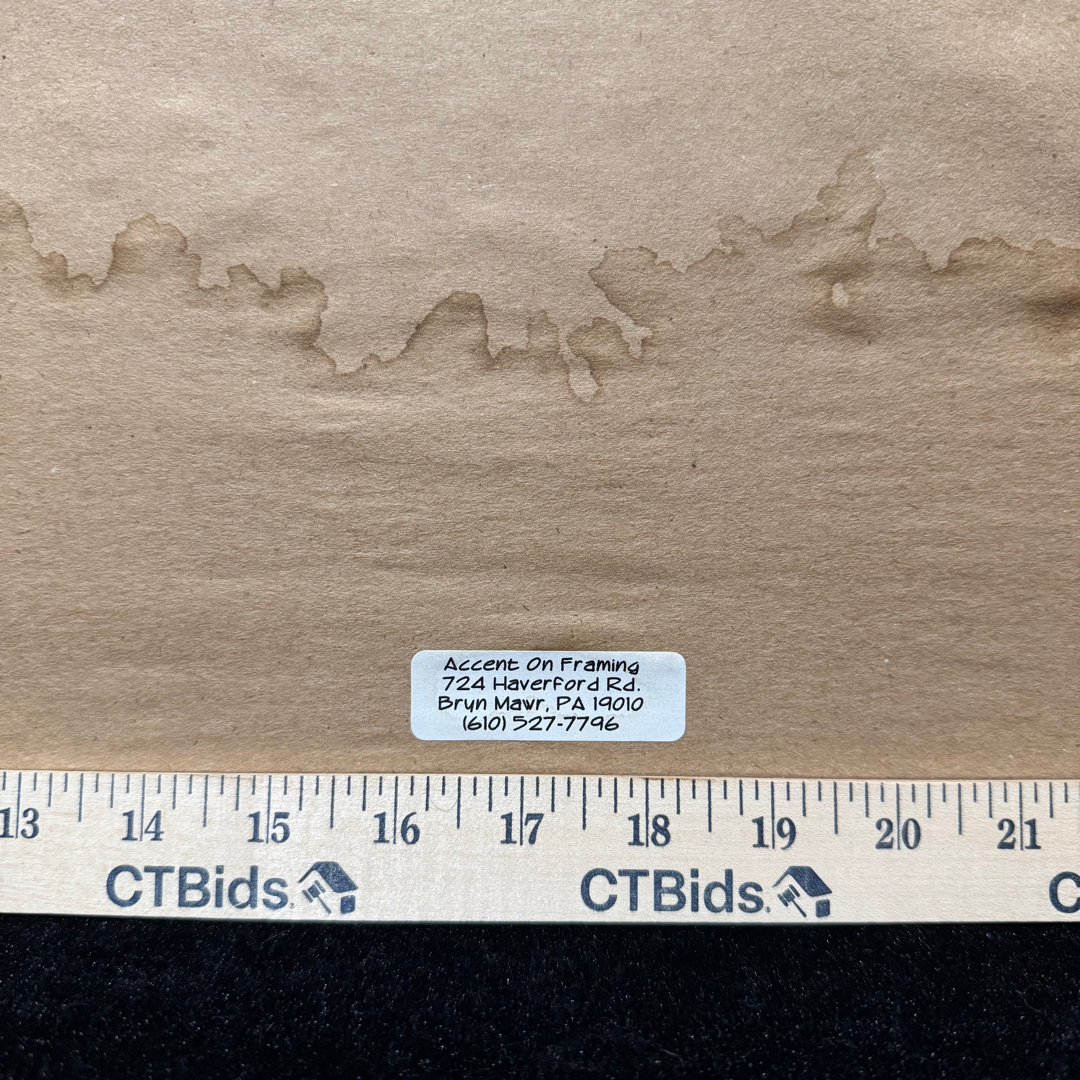 Accent On Framing
724 Haverford Rd.
Bryn Mawr, PA 19010
(610) 527-7796
13 14 15 16 17 18 19 20 21
CTBids. CTBids. C